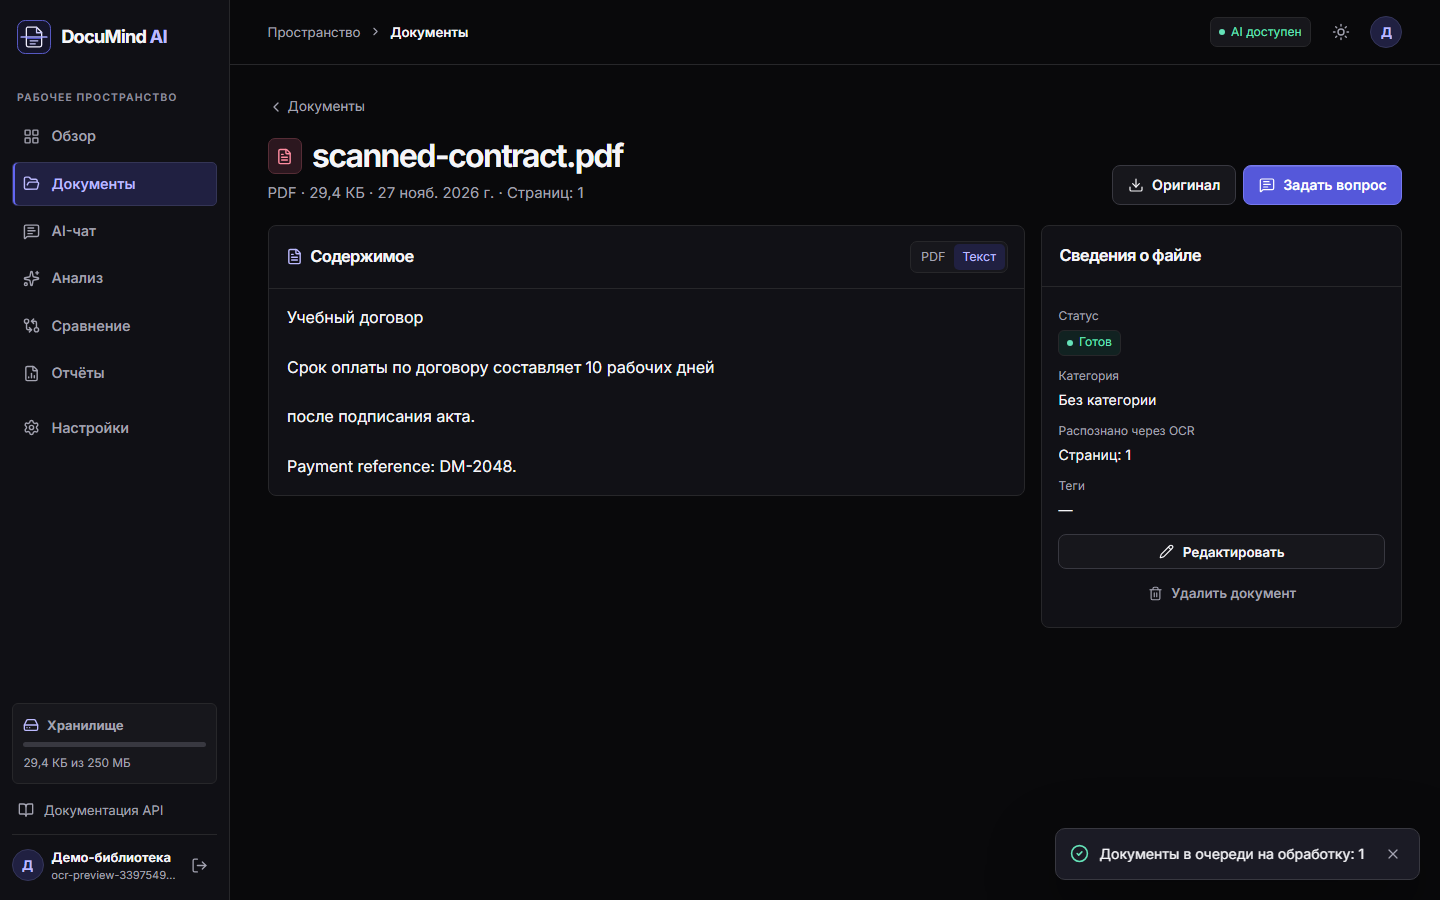 DocuMind AI
РАБОЧЕЕ ПРОСТРАНСТВО
Обзор
Документы
AI-чат
Анализ
Сравнение
Отчёты
Настройки
Хранилище
29,4 КБ из 250 МБ
Документация API
Д
Демо-библиотека
ocr-preview-3397549...
Пространство > Документы
AI доступен
Д
Документы
scanned-contract.pdf
PDF · 29,4 КБ · 27 нояб. 2026 г. · Страниц: 1
Оригинал
Задать вопрос
Содержимое
PDF
Текст
Учебный договор
Срок оплаты по договору составляет 10 рабочих дней
после подписания акта.
Payment reference: DM-2048.
Сведения о файле
Статус
Готов
Категория
Без категории
Распознано через OCR
Страниц: 1
Теги
—
Редактировать
Удалить документ
Документы в очереди на обработку: 1